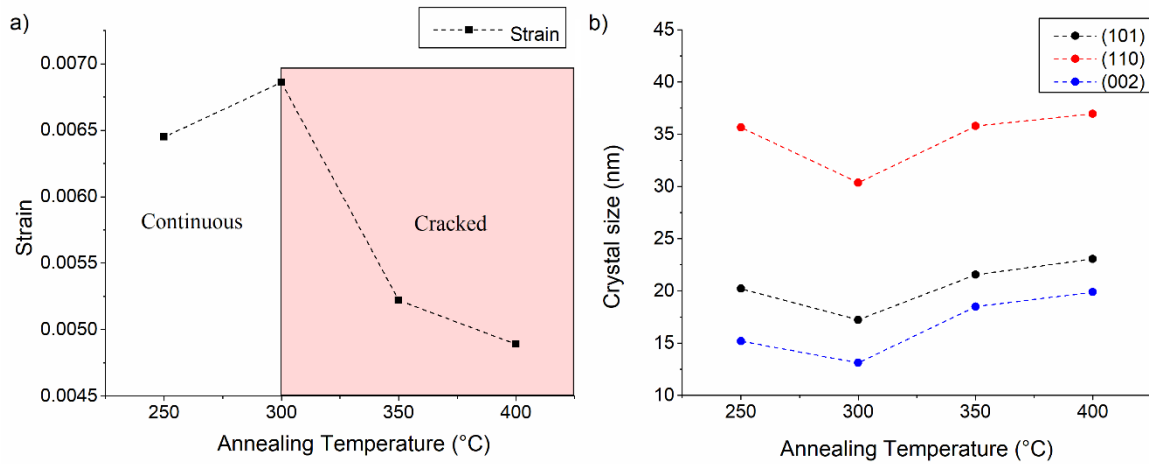 a)
Strain
0.0070
0.0065
0.0060
0.0055
0.0050
0.0045
Strain
Continuous
Cracked
250
300
350
400
Annealing Temperature (°C)
b)
(101)
(110)
(002)
45
40
35
30
25
20
15
10
Crystal size (nm)
250
300
350
400
Annealing Temperature (°C)